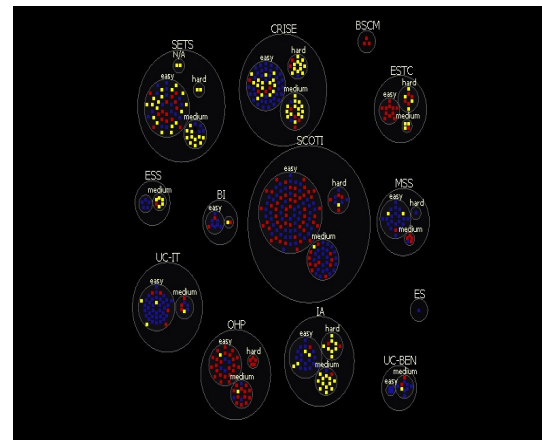 BSCM
CRISE
easy
hard
medium
SETS
N/A
easy
hard
medium
ESTC
easy
hard
medium
SCOTI
easy
hard
medium
ESS
medium
BI
MSS
easy
medium
UC-IT
easy
medium
ES
OHP
easy
hard
medium
IA
easy
hard
medium
UC-BEN
easy
medium